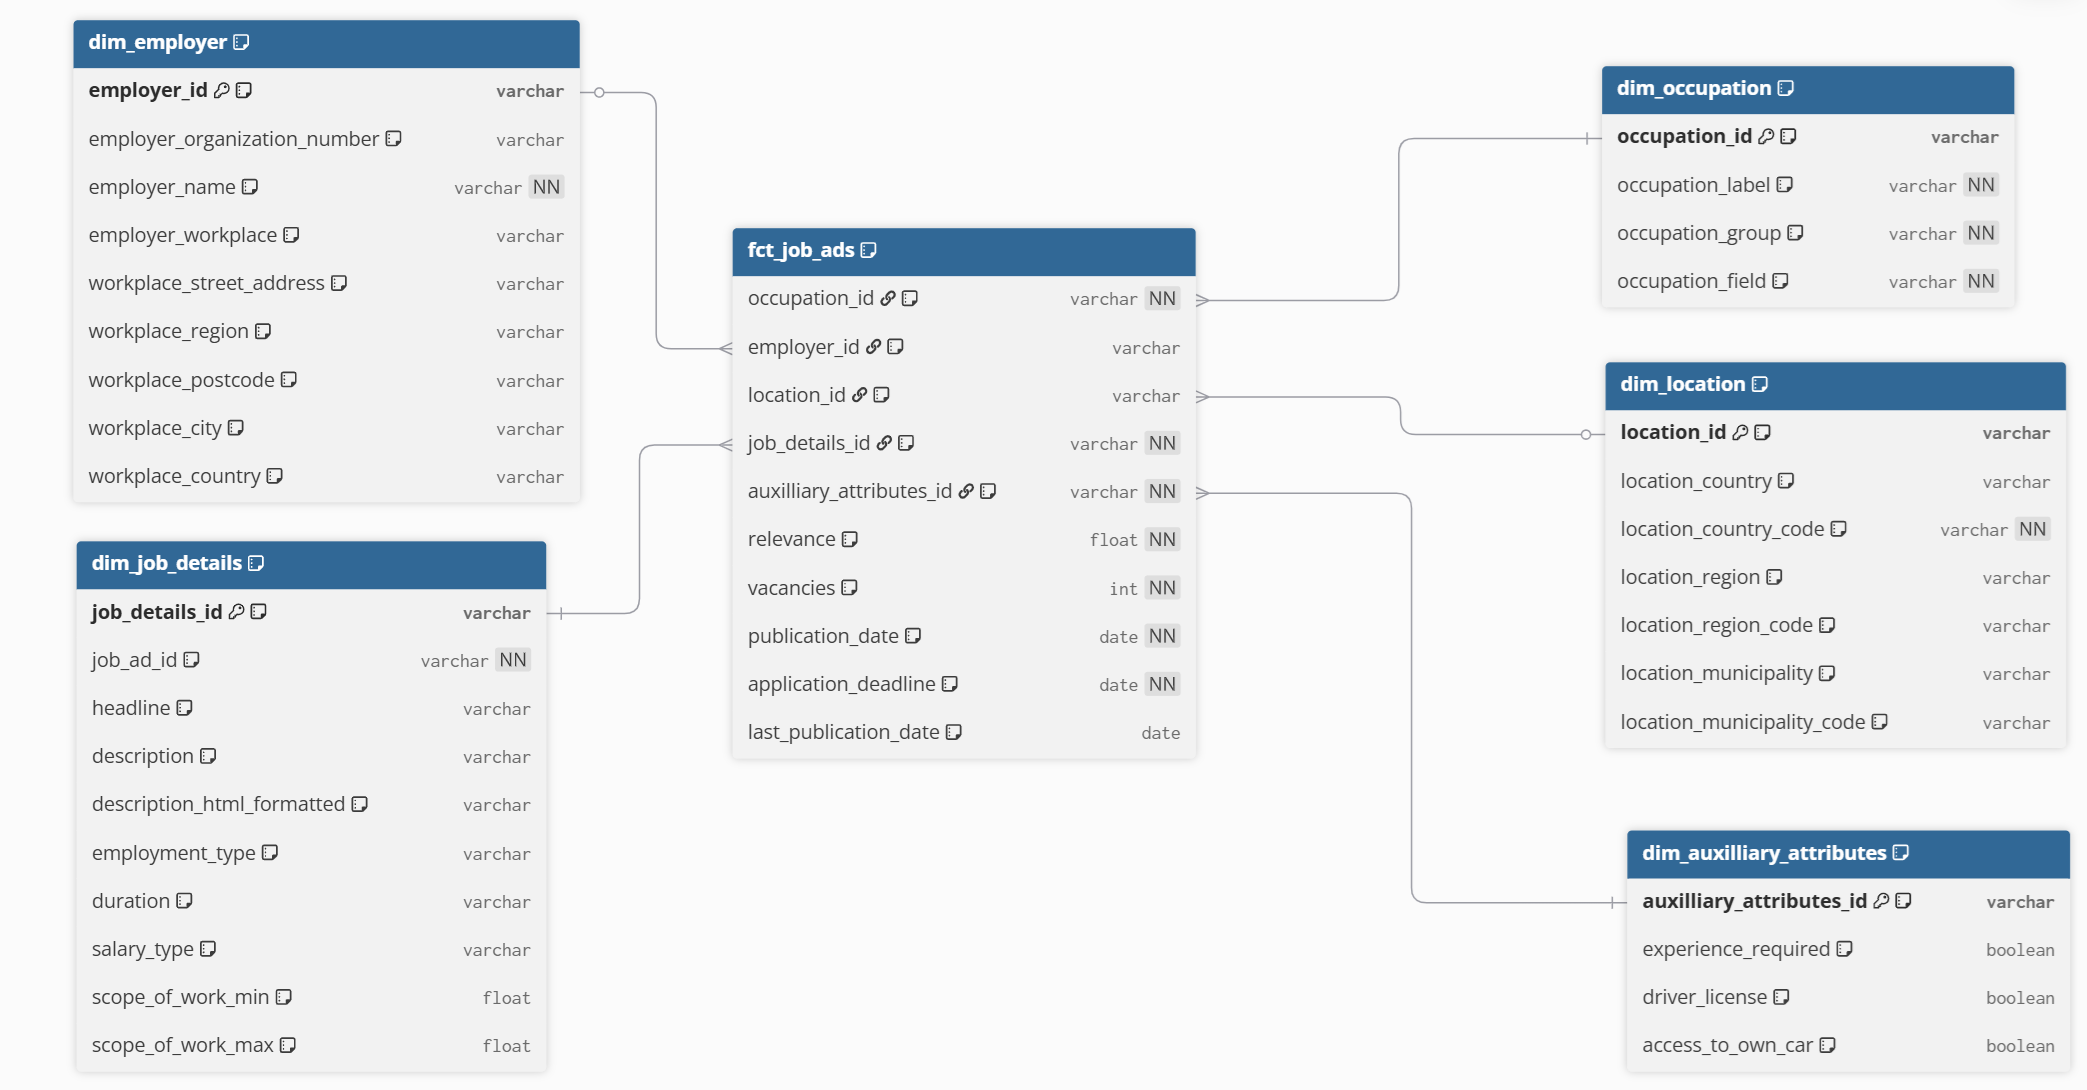 dim_employer
employer_id varchar
employer_organization_number varchar
employer_name varchar NN
employer_workplace varchar
workplace_street_address varchar
workplace_region varchar
workplace_postcode varchar
workplace_city varchar
workplace_country varchar
dim_job_details
job_details_id varchar
job_ad_id varchar NN
headline varchar
description varchar
description_html_formatted varchar
employment_type varchar
duration varchar
salary_type varchar
scope_of_work_min float
scope_of_work_max float
fct_job_ads
occupation_id varchar NN
employer_id varchar
location_id varchar
job_details_id varchar NN
auxilliary_attributes_id varchar NN
relevance float NN
vacancies int NN
publication_date date NN
application_deadline date NN
last_publication_date date
dim_occupation
occupation_id varchar
occupation_label varchar NN
occupation_group varchar NN
occupation_field varchar NN
dim_location
location_id varchar
location_country varchar
location_country_code varchar NN
location_region varchar
location_region_code varchar
location_municipality varchar
location_municipality_code varchar
dim_auxilliary_attributes
auxilliary_attributes_id varchar
experience_required boolean
driver_license boolean
access_to_own_car boolean